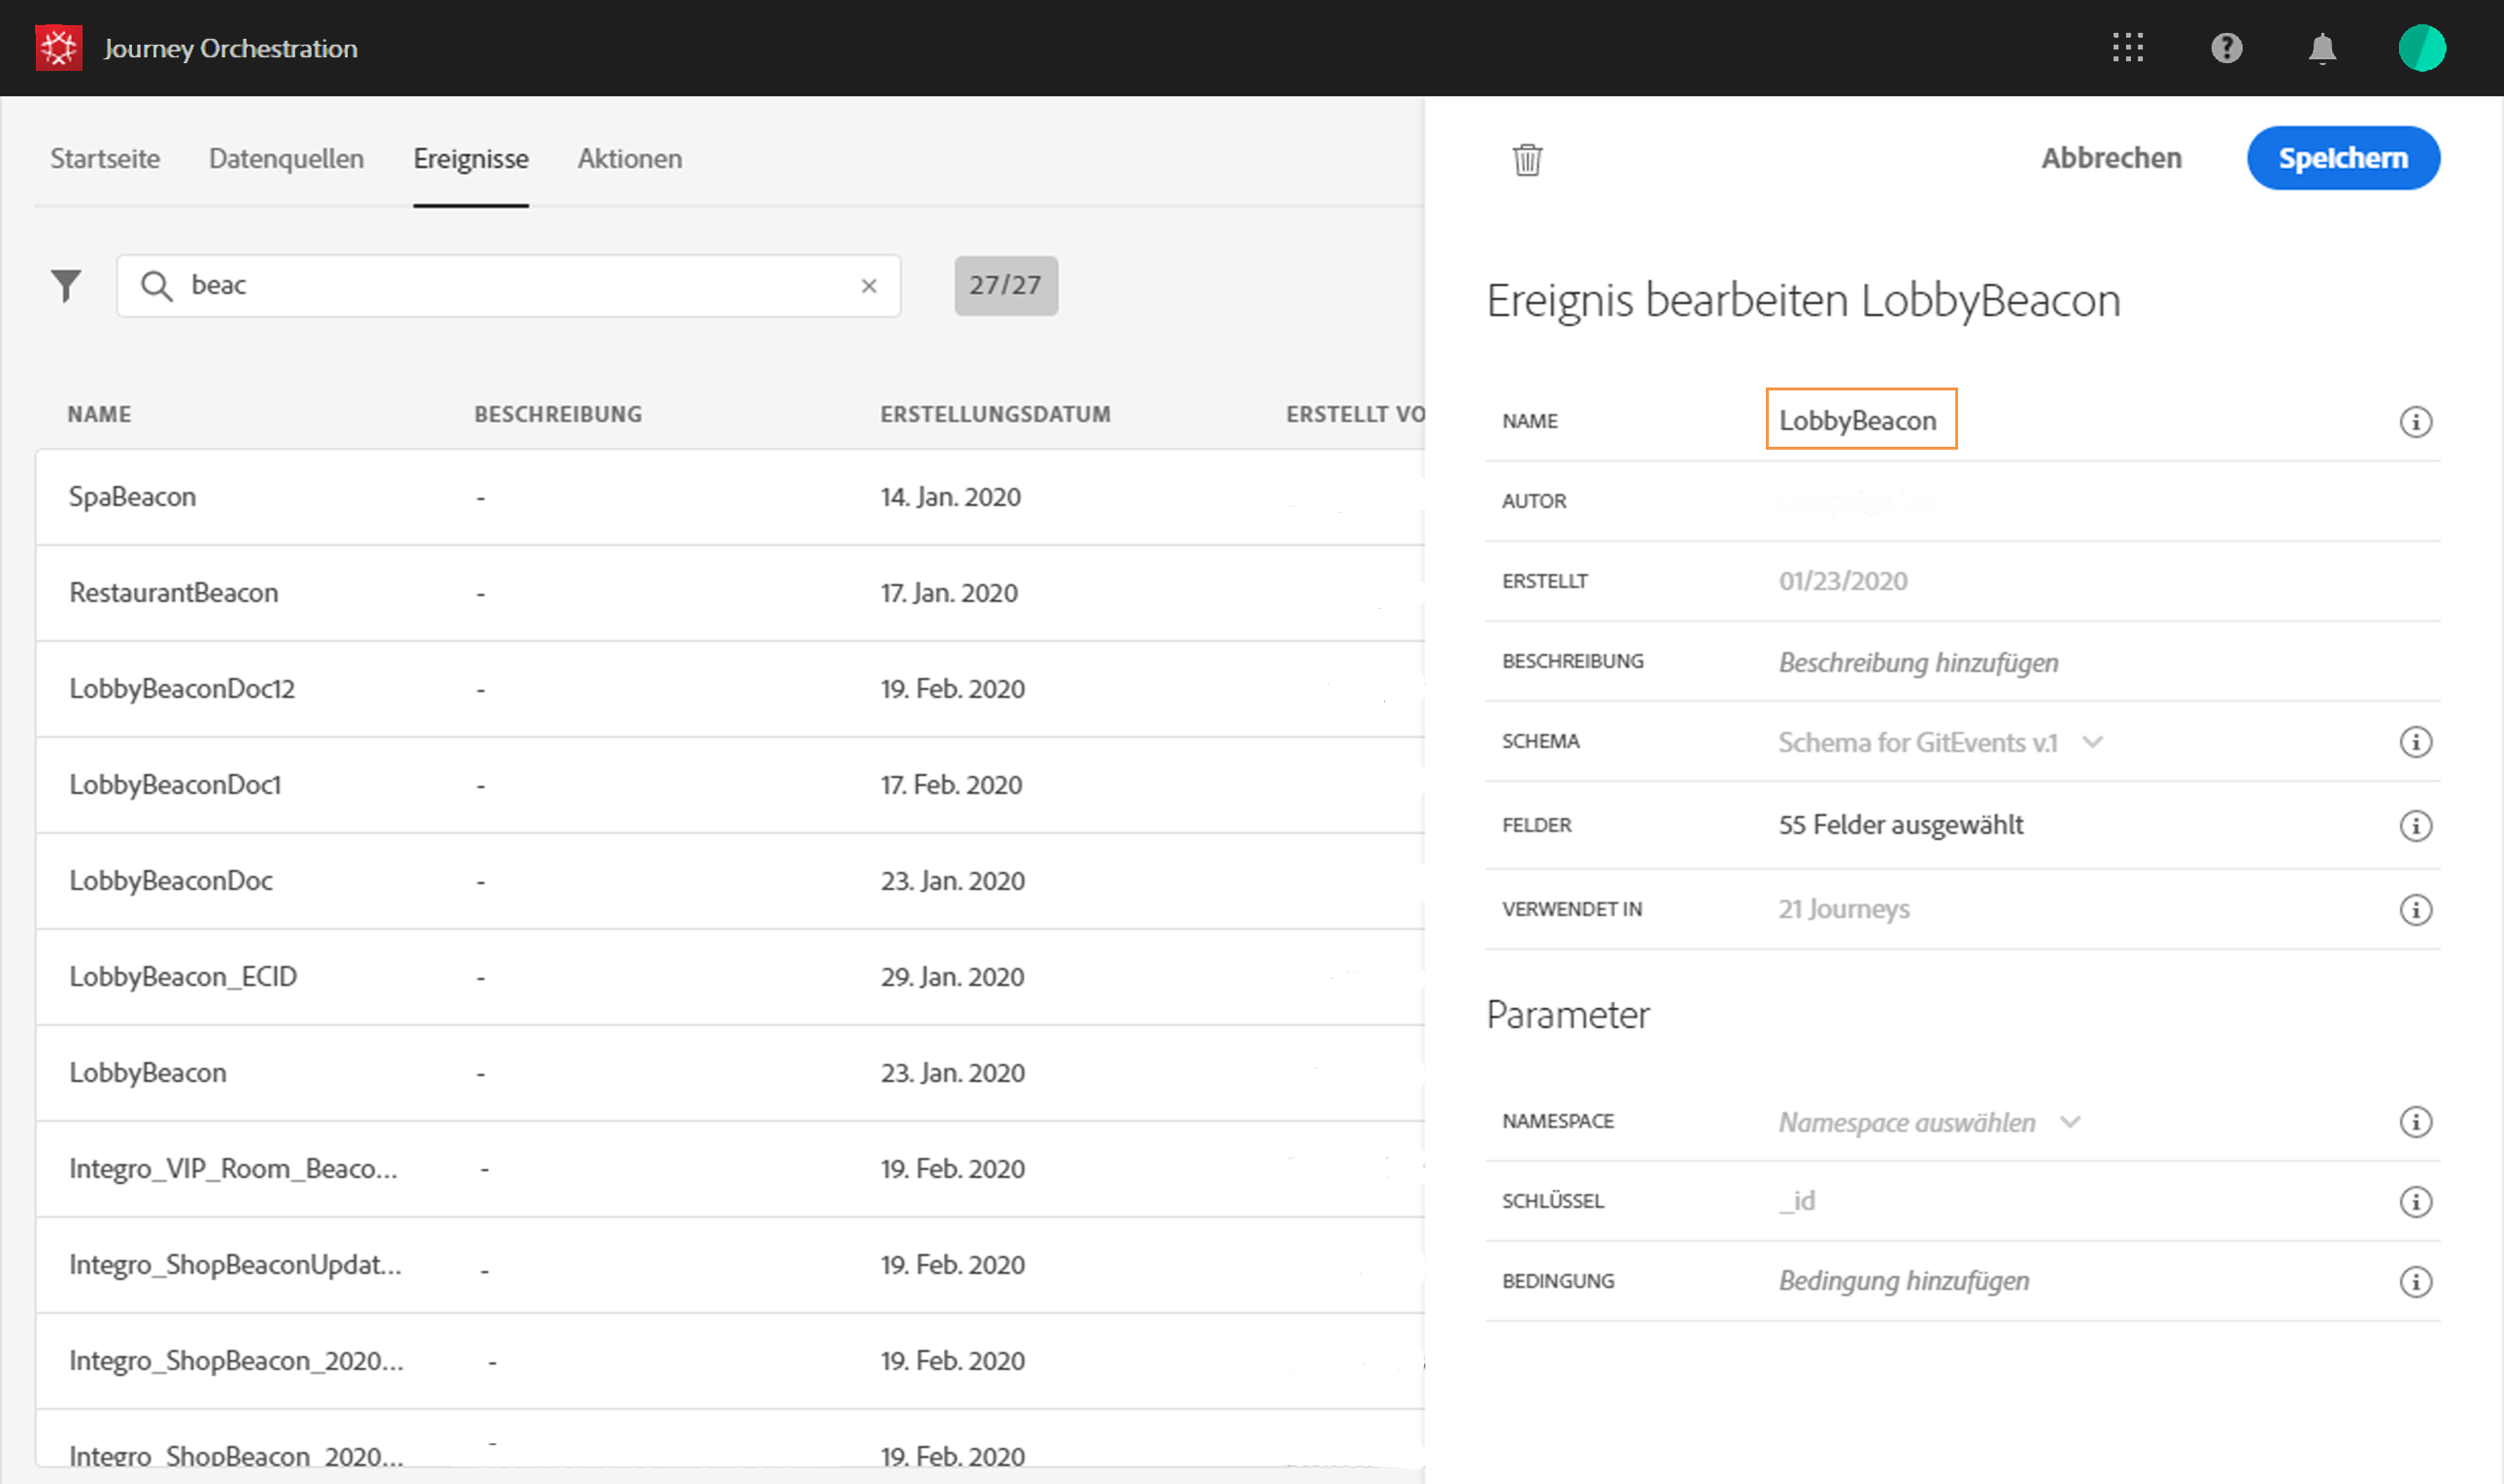 Journey Orchestration
Startseite Datenquellen Ereignisse Aktionen
beac
27/27
NAME BESCHREIBUNG ERSTELLUNGSDATUM ERSTELLT VO
SpaBeacon - 14. Jan. 2020
RestaurantBeacon - 17. Jan. 2020
LobbyBeaconDoc12 - 19. Feb. 2020
LobbyBeaconDoc1 - 17. Feb. 2020
LobbyBeaconDoc - 23. Jan. 2020
LobbyBeacon_ECID - 29. Jan. 2020
LobbyBeacon - 23. Jan. 2020
Integro_VIP_Room_Beaco... - 19. Feb. 2020
Integro_ShopBeaconUpdat... - 19. Feb. 2020
Integro_ShopBeacon_2020... - 19. Feb. 2020
Integro_ShopBeacon_2020... - 19. Feb. 2020
Abbrechen Speichern
Ereignis bearbeiten LobbyBeacon
NAME LobbyBeacon
AUTOR
ERSTELLT 01/23/2020
BESCHREIBUNG Beschreibung hinzufügen
SCHEMA Schema for GitEvents v.1
FELDER 55 Felder ausgewählt
VERWENDET IN 21 Journeys
Parameter
NAMESPACE Namespace auswählen
SCHLÜSSEL _id
BEDINGUNG Bedingung hinzufügen